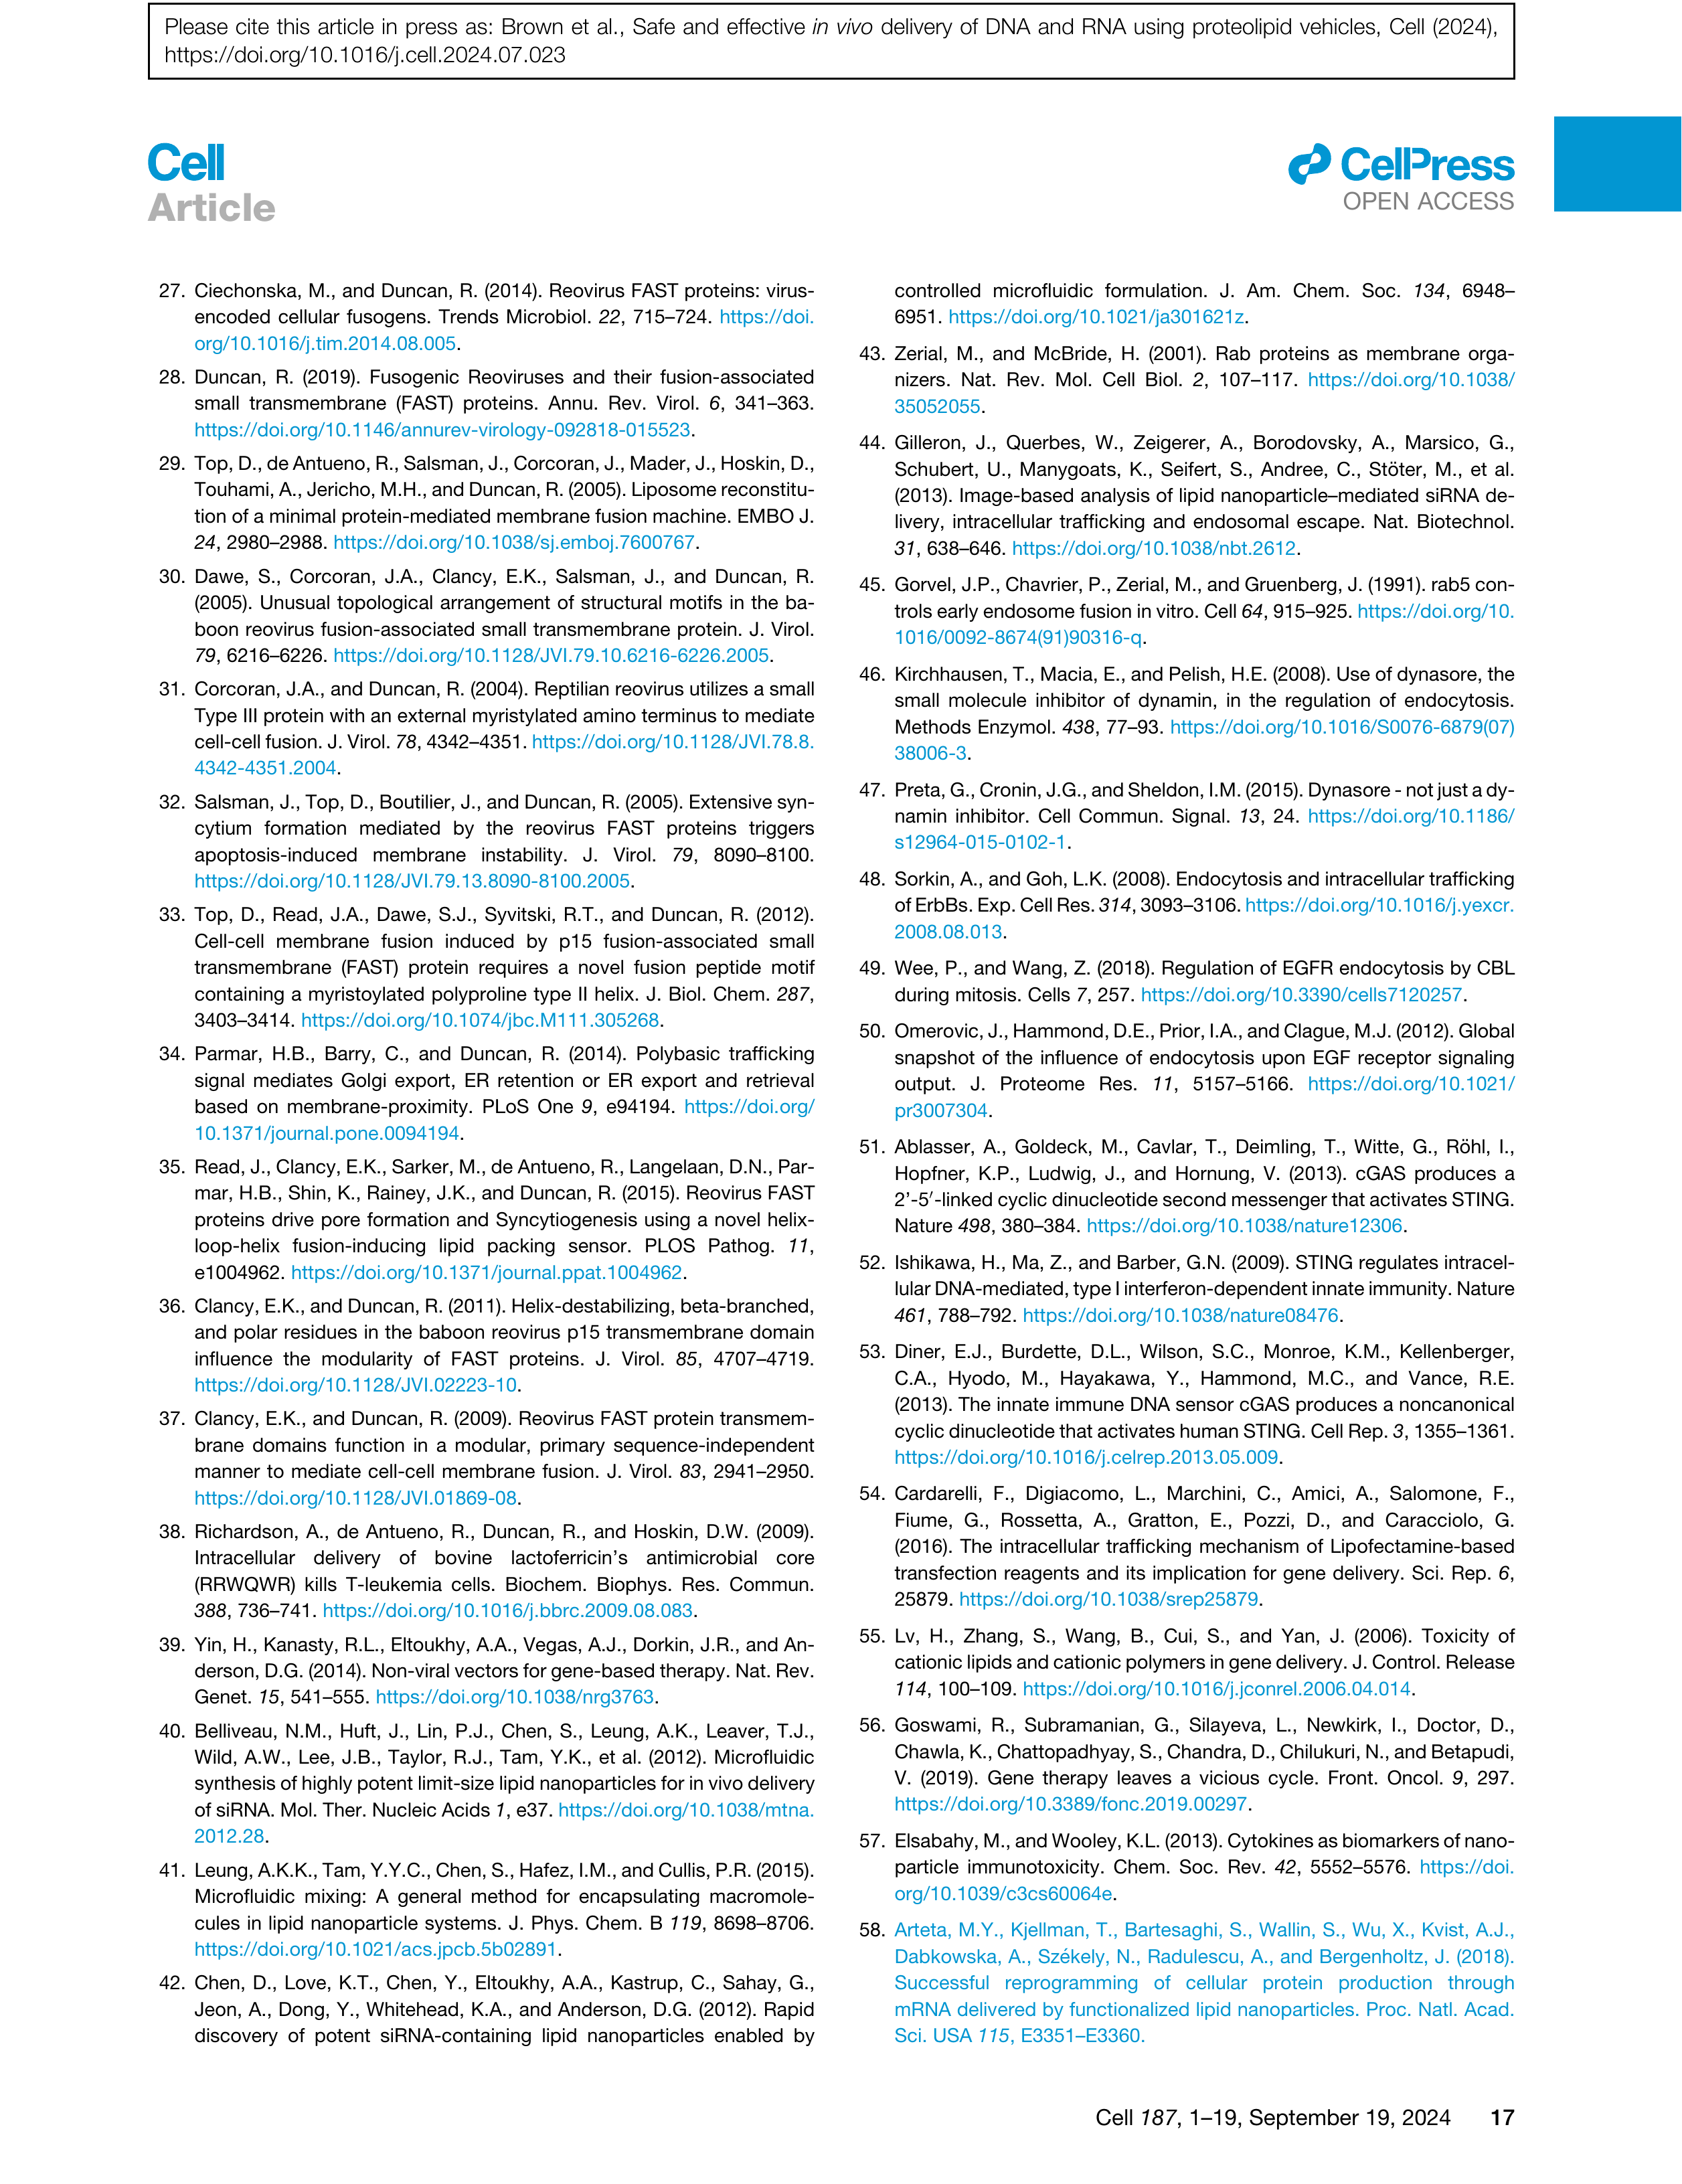 Please cite this article in press as: Brown et al., Safe and effective in vivo delivery of DNA and RNA using proteolipid vehicles, Cell (2024),
https://doi.org/10.1016/j.cell.2024.07.023
Cell
Article
CellPress
OPEN ACCESS
27. Ciechonska, M., and Duncan, R. (2014). Reovirus FAST proteins: virus-
encoded cellular fusogens. Trends Microbiol. 22, 715–724. https://doi.
org/10.1016/j.tim.2014.08.005.
28. Duncan, R. (2019). Fusogenic Reoviruses and their fusion-associated
small transmembrane (FAST) proteins. Annu. Rev. Virol. 6, 341–363.
https://doi.org/10.1146/annurev-virology-092818-015523.
29. Top, D., de Antueno, R., Salsman, J., Corcoran, J., Mader, J., Hoskin, D.,
Touhami, A., Jericho, M.H., and Duncan, R. (2005). Liposome reconstitu-
tion of a minimal protein-mediated membrane fusion machine. EMBO J.
24, 2980–2988. https://doi.org/10.1038/sj.emboj.7600767.
30. Dawe, S., Corcoran, J.A., Clancy, E.K., Salsman, J., and Duncan, R.
(2005). Unusual topological arrangement of structural motifs in the ba-
boon reovirus fusion-associated small transmembrane protein. J. Virol.
79, 6216–6226. https://doi.org/10.1128/JVI.79.10.6216-6226.2005.
31. Corcoran, J.A., and Duncan, R. (2004). Reptilian reovirus utilizes a small
Type III protein with an external myristylated amino terminus to mediate
cell-cell fusion. J. Virol. 78, 4342–4351. https://doi.org/10.1128/JVI.78.8.
4342-4351.2004.
32. Salsman, J., Top, D., Boutilier, J., and Duncan, R. (2005). Extensive syn-
cytium formation mediated by the reovirus FAST proteins triggers
apoptosis-induced membrane instability. J. Virol. 79, 8090–8100.
https://doi.org/10.1128/JVI.79.13.8090-8100.2005.
33. Top, D., Read, J.A., Dawe, S.J., Syvitski, R.T., and Duncan, R. (2012).
Cell-cell membrane fusion induced by p15 fusion-associated small
transmembrane (FAST) protein requires a novel fusion peptide motif
containing a myristoylated polyproline type II helix. J. Biol. Chem. 287,
3403–3414. https://doi.org/10.1074/jbc.M111.305268.
34. Parmar, H.B., Barry, C., and Duncan, R. (2014). Polybasic trafficking
signal mediates Golgi export, ER retention or ER export and retrieval
based on membrane-proximity. PLoS One 9, e94194. https://doi.org/
10.1371/journal.pone.0094194.
35. Read, J., Clancy, E.K., Sarker, M., de Antueno, R., Langelaan, D.N., Par-
mar, H.B., Shin, K., Rainey, J.K., and Duncan, R. (2015). Reovirus FAST
proteins drive pore formation and Syncytiogenesis using a novel helix-
loop-helix fusion-inducing lipid packing sensor. PLOS Pathog. 11,
e1004962. https://doi.org/10.1371/journal.ppat.1004962.
36. Clancy, E.K., and Duncan, R. (2011). Helix-destabilizing, beta-branched,
and polar residues in the baboon reovirus p15 transmembrane domain
influence the modularity of FAST proteins. J. Virol. 85, 4707–4719.
https://doi.org/10.1128/JVI.02223-10.
37. Clancy, E.K., and Duncan, R. (2009). Reovirus FAST protein transmem-
brane domains function in a modular, primary sequence-independent
manner to mediate cell-cell membrane fusion. J. Virol. 83, 2941–2950.
https://doi.org/10.1128/JVI.01869-08.
38. Richardson, A., de Antueno, R., Duncan, R., and Hoskin, D.W. (2009).
Intracellular delivery of bovine lactoferricin's antimicrobial core
(RRWQWR) kills T-leukemia cells. Biochem. Biophys. Res. Commun.
388, 736–741. https://doi.org/10.1016/j.bbrc.2009.08.083.
39. Yin, H., Kanasty, R.L., Eltoukhy, A.A., Vegas, A.J., Dorkin, J.R., and An-
derson, D.G. (2014). Non-viral vectors for gene-based therapy. Nat. Rev.
Genet. 15, 541–555. https://doi.org/10.1038/nrg3763.
40. Belliveau, N.M., Huft, J., Lin, P.J., Chen, S., Leung, A.K., Leaver, T.J.,
Wild, A.W., Lee, J.B., Taylor, R.J., Tam, Y.K., et al. (2012). Microfluidic
synthesis of highly potent limit-size lipid nanoparticles for in vivo delivery
of siRNA. Mol. Ther. Nucleic Acids 1, e37. https://doi.org/10.1038/mtna.
2012.28.
41. Leung, A.K.K., Tam, Y.Y.C., Chen, S., Hafez, I.M., and Cullis, P.R. (2015).
Microfluidic mixing: A general method for encapsulating macromole-
cules in lipid nanoparticle systems. J. Phys. Chem. B 119, 8698–8706.
https://doi.org/10.1021/acs.jpcb.5b02891.
42. Chen, D., Love, K.T., Chen, Y., Eltoukhy, A.A., Kastrup, C., Sahay, G.,
Jeon, A., Dong, Y., Whitehead, K.A., and Anderson, D.G. (2012). Rapid
discovery of potent siRNA-containing lipid nanoparticles enabled by
controlled microfluidic formulation. J. Am. Chem. Soc. 134, 6948–
6951. https://doi.org/10.1021/ja301621z.
43. Zerial, M., and McBride, H. (2001). Rab proteins as membrane orga-
nizers. Nat. Rev. Mol. Cell Biol. 2, 107–117. https://doi.org/10.1038/
35052055.
44. Gilleron, J., Querbes, W., Zeigerer, A., Borodovsky, A., Marsico, G.,
Schubert, U., Manygoats, K., Seifert, S., Andree, C., Stöter, M., et al.
(2013). Image-based analysis of lipid nanoparticle–mediated siRNA de-
livery, intracellular trafficking and endosomal escape. Nat. Biotechnol.
31, 638–646. https://doi.org/10.1038/nbt.2612.
45. Gorvel, J.P., Chavrier, P., Zerial, M., and Gruenberg, J. (1991). rab5 con-
trols early endosome fusion in vitro. Cell 64, 915–925. https://doi.org/10.
1016/0092-8674(91)90316-q.
46. Kirchhausen, T., Macia, E., and Pelish, H.E. (2008). Use of dynasore, the
small molecule inhibitor of dynamin, in the regulation of endocytosis.
Methods Enzymol. 438, 77–93. https://doi.org/10.1016/S0076-6879(07)
38006-3.
47. Preta, G., Cronin, J.G., and Sheldon, I.M. (2015). Dynasore - not just a dy-
namin inhibitor. Cell Commun. Signal. 13, 24. https://doi.org/10.1186/
s12964-015-0102-1.
48. Sorkin, A., and Goh, L.K. (2008). Endocytosis and intracellular trafficking
of ErbBs. Exp. Cell Res. 314, 3093–3106. https://doi.org/10.1016/j.yexcr.
2008.08.013.
49. Wee, P., and Wang, Z. (2018). Regulation of EGFR endocytosis by CBL
during mitosis. Cells 7, 257. https://doi.org/10.3390/cells7120257.
50. Omerovic, J., Hammond, D.E., Prior, I.A., and Clague, M.J. (2012). Global
snapshot of the influence of endocytosis upon EGF receptor signaling
output. J. Proteome Res. 11, 5157–5166. https://doi.org/10.1021/
pr3007304.
51. Ablasser, A., Goldeck, M., Cavlar, T., Deimling, T., Witte, G., Röhl, I.,
Hopfner, K.P., Ludwig, J., and Hornung, V. (2013). cGAS produces a
2'-5′-linked cyclic dinucleotide second messenger that activates STING.
Nature 498, 380–384. https://doi.org/10.1038/nature12306.
52. Ishikawa, H., Ma, Z., and Barber, G.N. (2009). STING regulates intracel-
lular DNA-mediated, type I interferon-dependent innate immunity. Nature
461, 788–792. https://doi.org/10.1038/nature08476.
53. Diner, E.J., Burdette, D.L., Wilson, S.C., Monroe, K.M., Kellenberger,
C.A., Hyodo, M., Hayakawa, Y., Hammond, M.C., and Vance, R.E.
(2013). The innate immune DNA sensor cGAS produces a noncanonical
cyclic dinucleotide that activates human STING. Cell Rep. 3, 1355–1361.
https://doi.org/10.1016/j.celrep.2013.05.009.
54. Cardarelli, F., Digiacomo, L., Marchini, C., Amici, A., Salomone, F.,
Fiume, G., Rossetta, A., Gratton, E., Pozzi, D., and Caracciolo, G.
(2016). The intracellular trafficking mechanism of Lipofectamine-based
transfection reagents and its implication for gene delivery. Sci. Rep. 6,
25879. https://doi.org/10.1038/srep25879.
55. Lv, H., Zhang, S., Wang, B., Cui, S., and Yan, J. (2006). Toxicity of
cationic lipids and cationic polymers in gene delivery. J. Control. Release
114, 100–109. https://doi.org/10.1016/j.jconrel.2006.04.014.
56. Goswami, R., Subramanian, G., Silayeva, L., Newkirk, I., Doctor, D.,
Chawla, K., Chattopadhyay, S., Chandra, D., Chilukuri, N., and Betapudi,
V. (2019). Gene therapy leaves a vicious cycle. Front. Oncol. 9, 297.
https://doi.org/10.3389/fonc.2019.00297.
57. Elsabahy, M., and Wooley, K.L. (2013). Cytokines as biomarkers of nano-
particle immunotoxicity. Chem. Soc. Rev. 42, 5552–5576. https://doi.
org/10.1039/c3cs60064e.
58. Arteta, M.Y., Kjellman, T., Bartesaghi, S., Wallin, S., Wu, X., Kvist, A.J.,
Dabkowska, A., Székely, N., Radulescu, A., and Bergenholtz, J. (2018).
Successful reprogramming of cellular protein production through
mRNA delivered by functionalized lipid nanoparticles. Proc. Natl. Acad.
Sci. USA 115, E3351–E3360.
Cell 187, 1–19, September 19, 2024 17